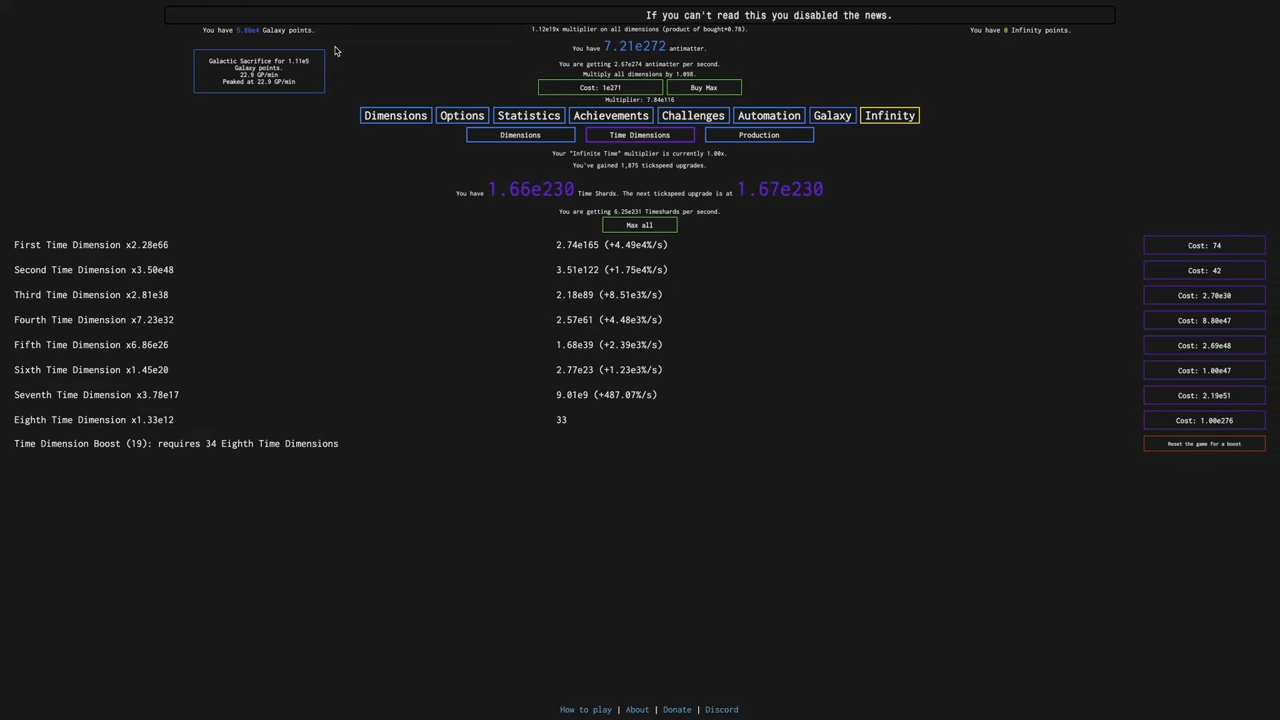 If you can't read this you disabled the news.
You have 5.80e4 Galaxy points.
1.12e19x multiplier on all dimensions (product of bought*0.78).
You have 0 Infinity points.
You have 7.21e272 antimatter.
Galactic Sacrifice for 1.11e5
Galaxy points.
22.9 GP/min
Peaked at 22.9 GP/min
You are getting 2.67e274 antimatter per second.
Multiply all dimensions by 1.098.
Cost: 1e271
Buy Max
Multiplier: 7.84e116
Dimensions
Options
Statistics
Achievements
Challenges
Automation
Galaxy
Infinity
Dimensions
Time Dimensions
Production
Your "Infinite Time" multiplier is currently 1.00x.
You've gained 1,875 tickspeed upgrades.
You have 1.66e230 Time Shards. The next tickspeed upgrade is at 1.67e230
You are getting 6.25e231 Timeshards per second.
Max all
First Time Dimension x2.28e66 2.74e165 (+4.49e4%/s) Cost: 74
Second Time Dimension x3.50e48 3.51e122 (+1.75e4%/s) Cost: 42
Third Time Dimension x2.81e38 2.18e89 (+8.51e3%/s) Cost: 2.70e30
Fourth Time Dimension x7.23e32 2.57e61 (+4.48e3%/s) Cost: 8.80e47
Fifth Time Dimension x6.86e26 1.68e39 (+2.39e3%/s) Cost: 2.69e48
Sixth Time Dimension x1.45e20 2.77e23 (+1.23e3%/s) Cost: 1.00e47
Seventh Time Dimension x3.78e17 9.01e9 (+487.07%/s) Cost: 2.19e51
Eighth Time Dimension x1.33e12 33 Cost: 1.00e276
Time Dimension Boost (19): requires 34 Eighth Time Dimensions Reset the game for a boost
How to play | About | Donate | Discord